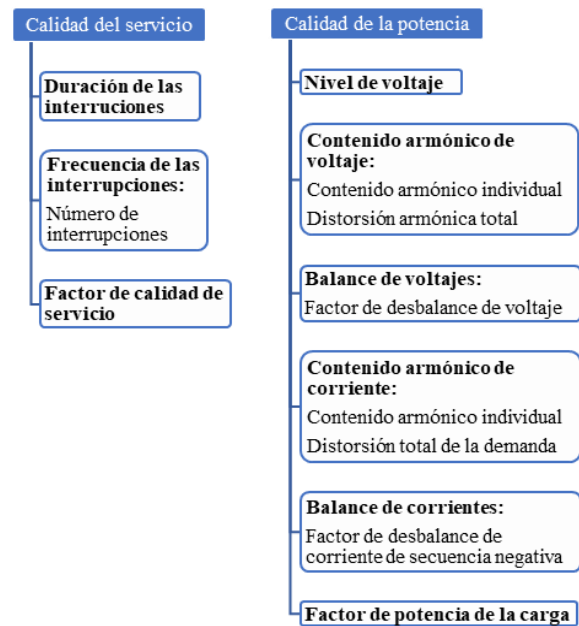 Calidad del servicio
Duración de las
interruciones
Frecuencia de las
interrupciones:
Número de
interrupciones
Factor de calidad de
servicio
Calidad de la potencia
Nivel de voltaje
Contenido armónico de
voltaje:
Contenido armónico individual
Distorsión armónica total
Balance de voltajes:
Factor de desbalance de voltaje
Contenido armónico de
corriente:
Contenido armónico individual
Distorsión total de la demanda
Balance de corrientes:
Factor de desbalance de
corriente de secuencia negativa
Factor de potencia de la carga